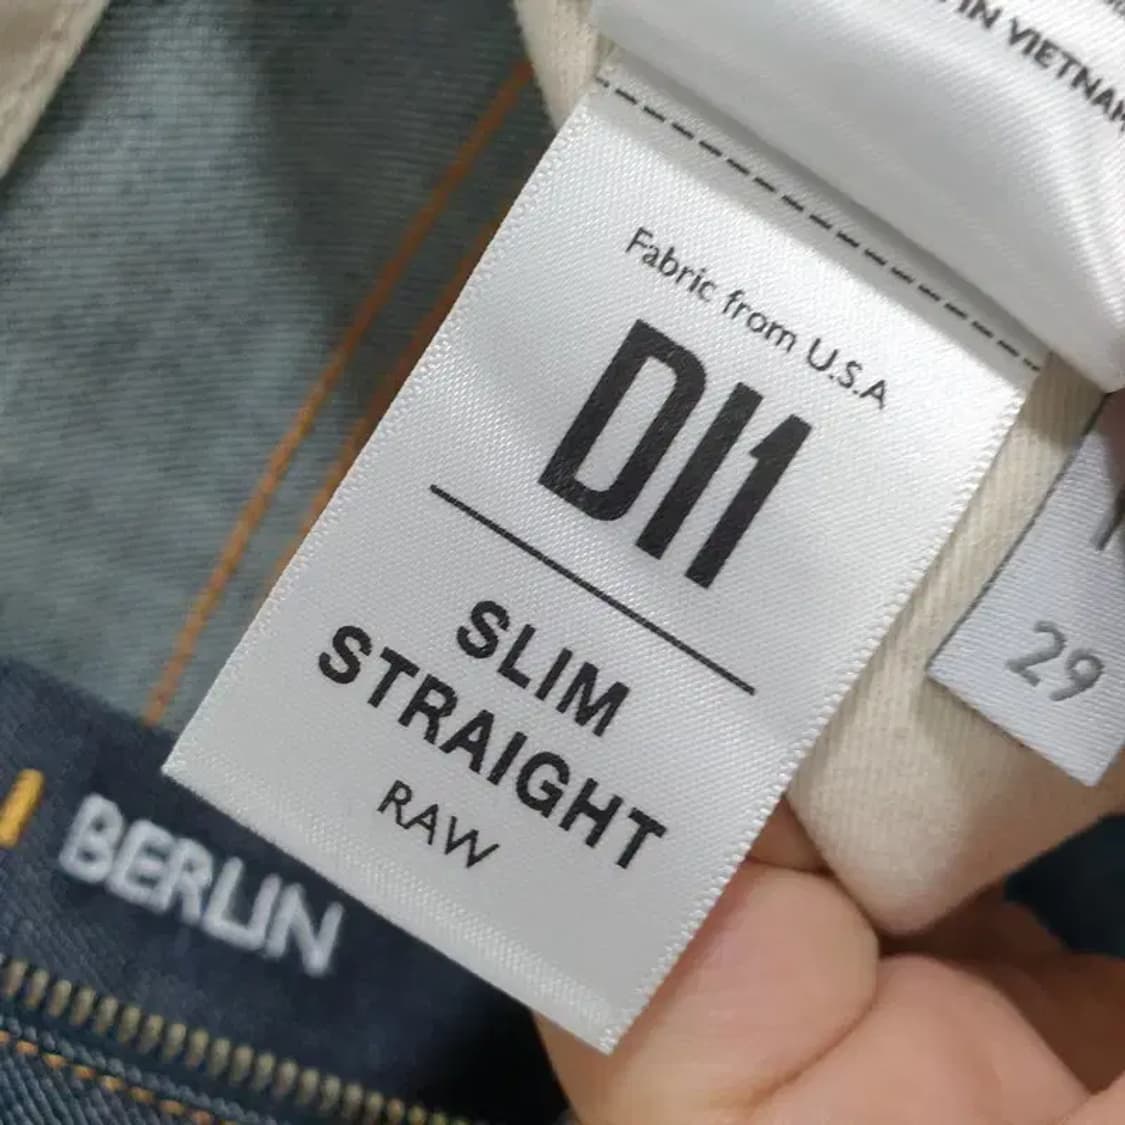 IN VIETNAM
Fabric from U.S.A
D11
SLIM
STRAIGHT
RAW
29
BERLIN